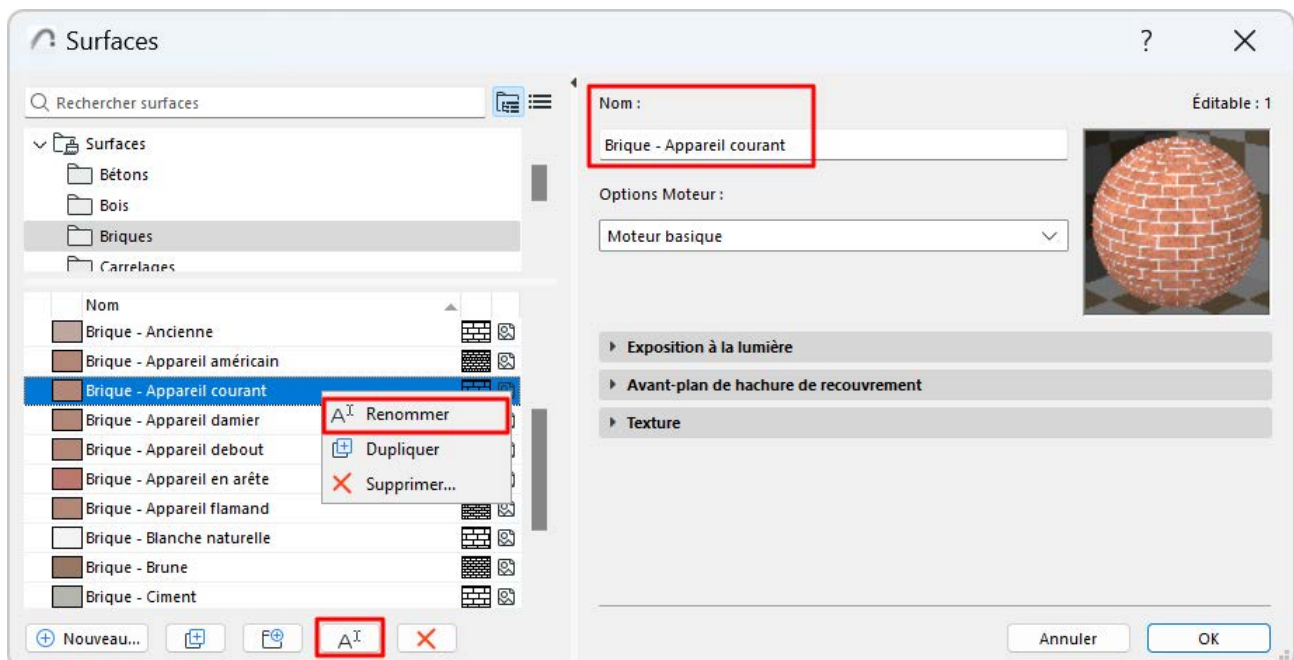 Surfaces
?
Rechercher surfaces
Surfaces
Bétons
Bois
Briques
Carrelages
Nom
Brique - Ancienne
Brique - Appareil américain
Brique - Appareil courant
Brique - Appareil damier
Brique - Appareil debout
Brique - Appareil en arête
Brique - Appareil flamand
Brique - Blanche naturelle
Brique - Brune
Brique - Ciment
Renommer
Dupliquer
Supprimer...
Nouveau...
Nom :
Éditable : 1
Brique - Appareil courant
Options Moteur :
Moteur basique
Exposition à la lumière
Avant-plan de hachure de recouvrement
Texture
Annuler
OK